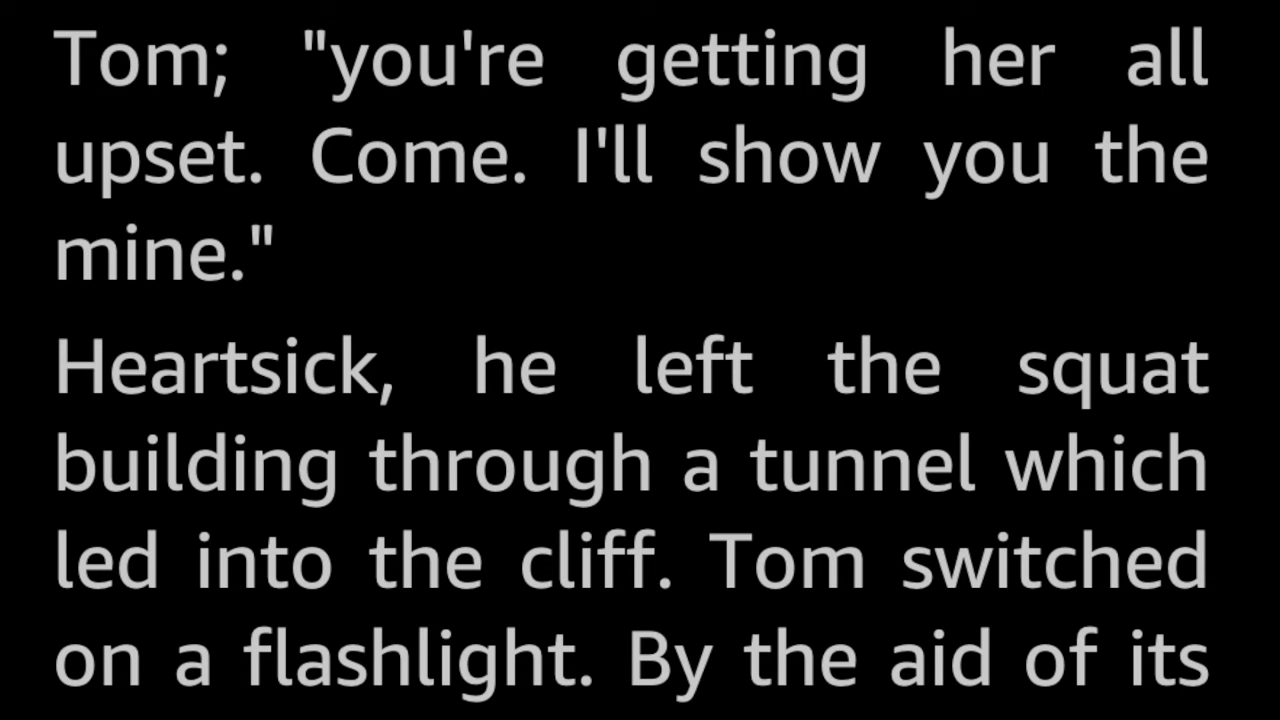 Tom; "you're getting her all
upset. Come. I'll show you the
mine."
Heartsick, he left the squat
building through a tunnel which
led into the cliff. Tom switched
on a flashlight. By the aid of its